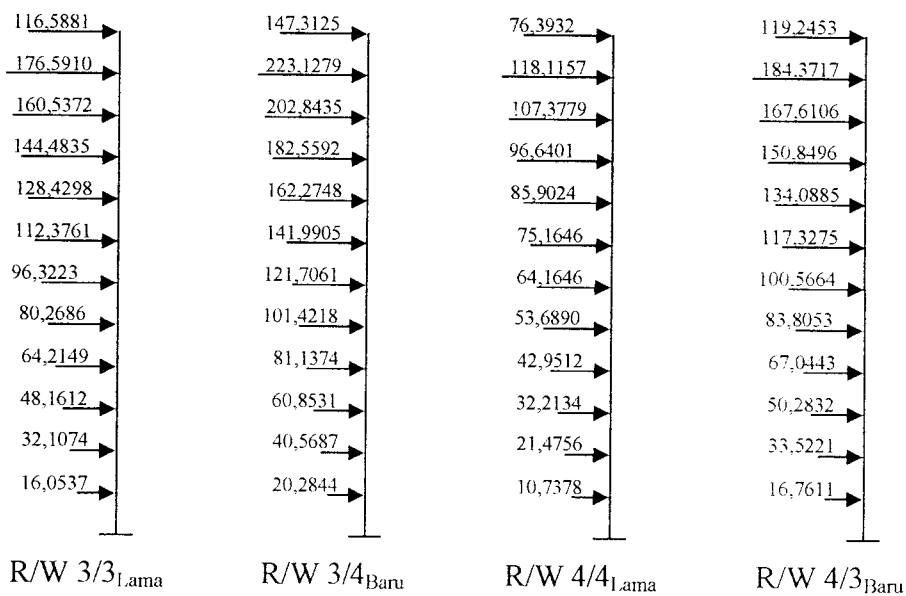 116,5881 147,3125 76,3932 119,2453
176,5910 223,1279 118,1157 184,3717
160,5372 202,8435 107,3779 167,6106
144,4835 182,5592 96,6401 150,8496
128,4298 162,2748 85,9024 134,0885
112,3761 141,9905 75,1646 117,3275
96,3223 121,7061 64,1646 100,5664
80,2686 101,4218 53,6890 83,8053
64,2149 81,1374 42,9512 67,0443
48,1612 60,8531 32,2134 50,2832
32,1074 40,5687 21,4756 33,5221
16,0537 20,2844 10,7378 16,7611
R/W 3/3Lama R/W 3/4Baru R/W 4/4Lama R/W 4/3Baru